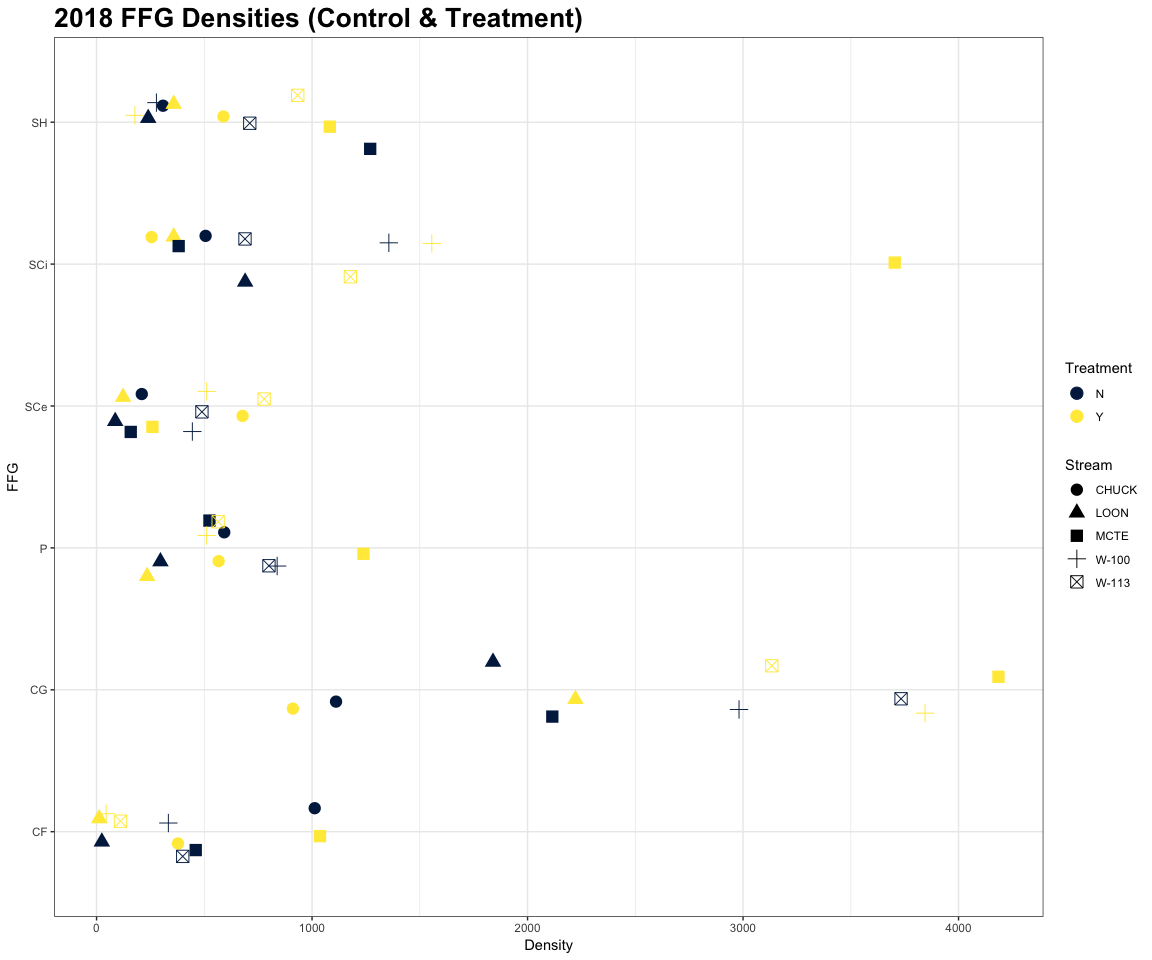 2018 FFG Densities (Control & Treatment)
SH
SCi
SCe
P
CG
CF
FFG
0 1000 2000 3000 4000
Density
Treatment
N
Y
Stream
CHUCK
LOON
MCTE
W-100
W-113